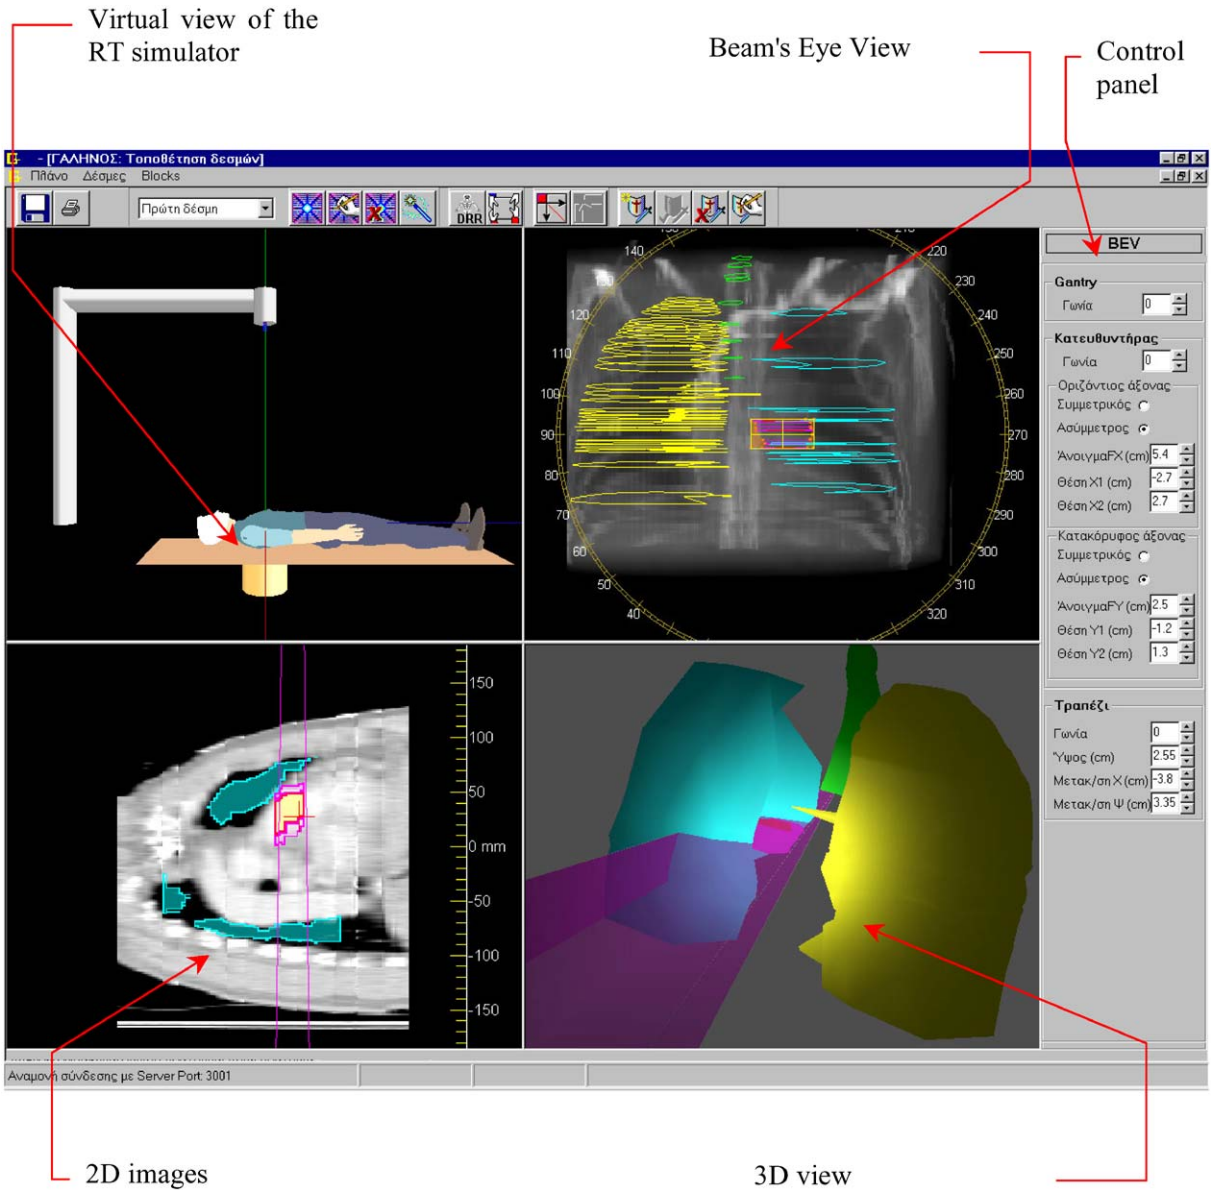 Virtual view of the
RT simulator
Beam's Eye View
Control
panel
- [ΓΑΛΗΝΟΣ: Τοποθέτηση δεσμών]
Πλάνο Δέσμες Blocks
Πρώτη δέσμη
DRR
BEV
140
130
120
110
100
90
80
70
60
50
40
210
220
230
240
250
260
270
280
290
300
310
320
Gantry
Γωνία 0
Κατευθυντήρας
Γωνία 0
Οριζόντιος άξονας
Συμμετρικός
Ασύμμετρος
ΆνοιγμαFX (cm) 5.4
Θέση X1 (cm) -2.7
Θέση X2 (cm) 2.7
Κατακόρυφος άξονας
Συμμετρικός
Ασύμμετρος
ΆνοιγμαFY (cm) 2.5
Θέση Y1 (cm) -1.2
Θέση Y2 (cm) 1.3
Τραπέζι
Γωνία 0
Ύψος (cm) 2.55
Μετακ/ση Χ (cm) -3.8
Μετακ/ση Ψ (cm) 3.35
150
100
50
0 mm
-50
-100
-150
Αναμονή σύνδεσης με Server Port: 3001
2D images
3D view